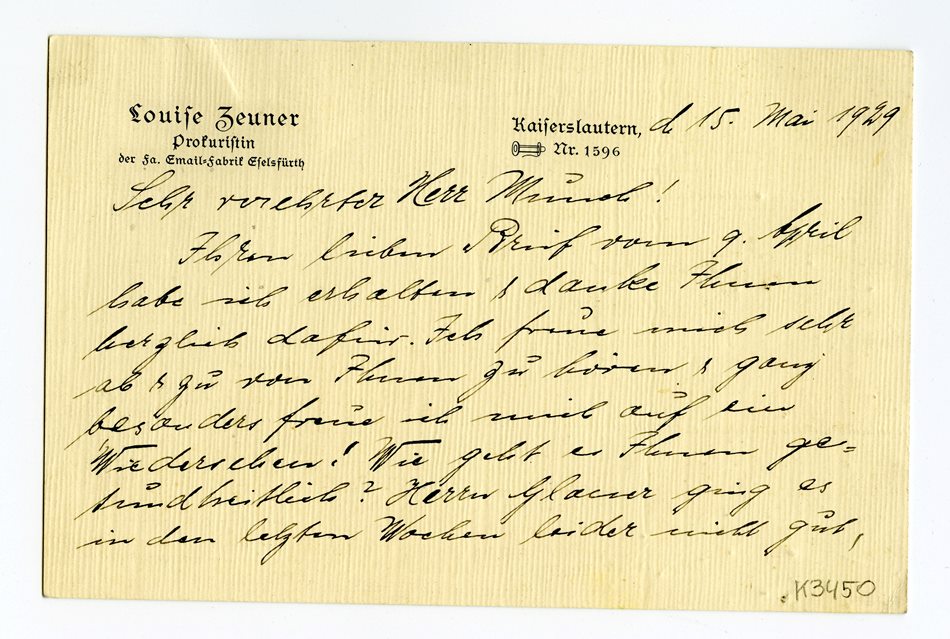 Louise Zeuner
Prokuristin
der Fa. Email=Fabrik Eselsfürth
Kaiserslautern, d 15. Mai 1929
Nr. 1596
Sehr verehrter Herr Munch!
Ihren lieben Brief vom 9. April
habe ich erhalten & danke Ihnen
herzlich dafür. Ich freue mich sehr
ab & zu von Ihnen zu hören & ganz
besonders freue ich mich auf ein
Wiedersehen! Wie geht es Ihnen ge=
sundheitlich? Herrn Glaeser ging es
in den letzten Wochen leider nicht gut,
K3450